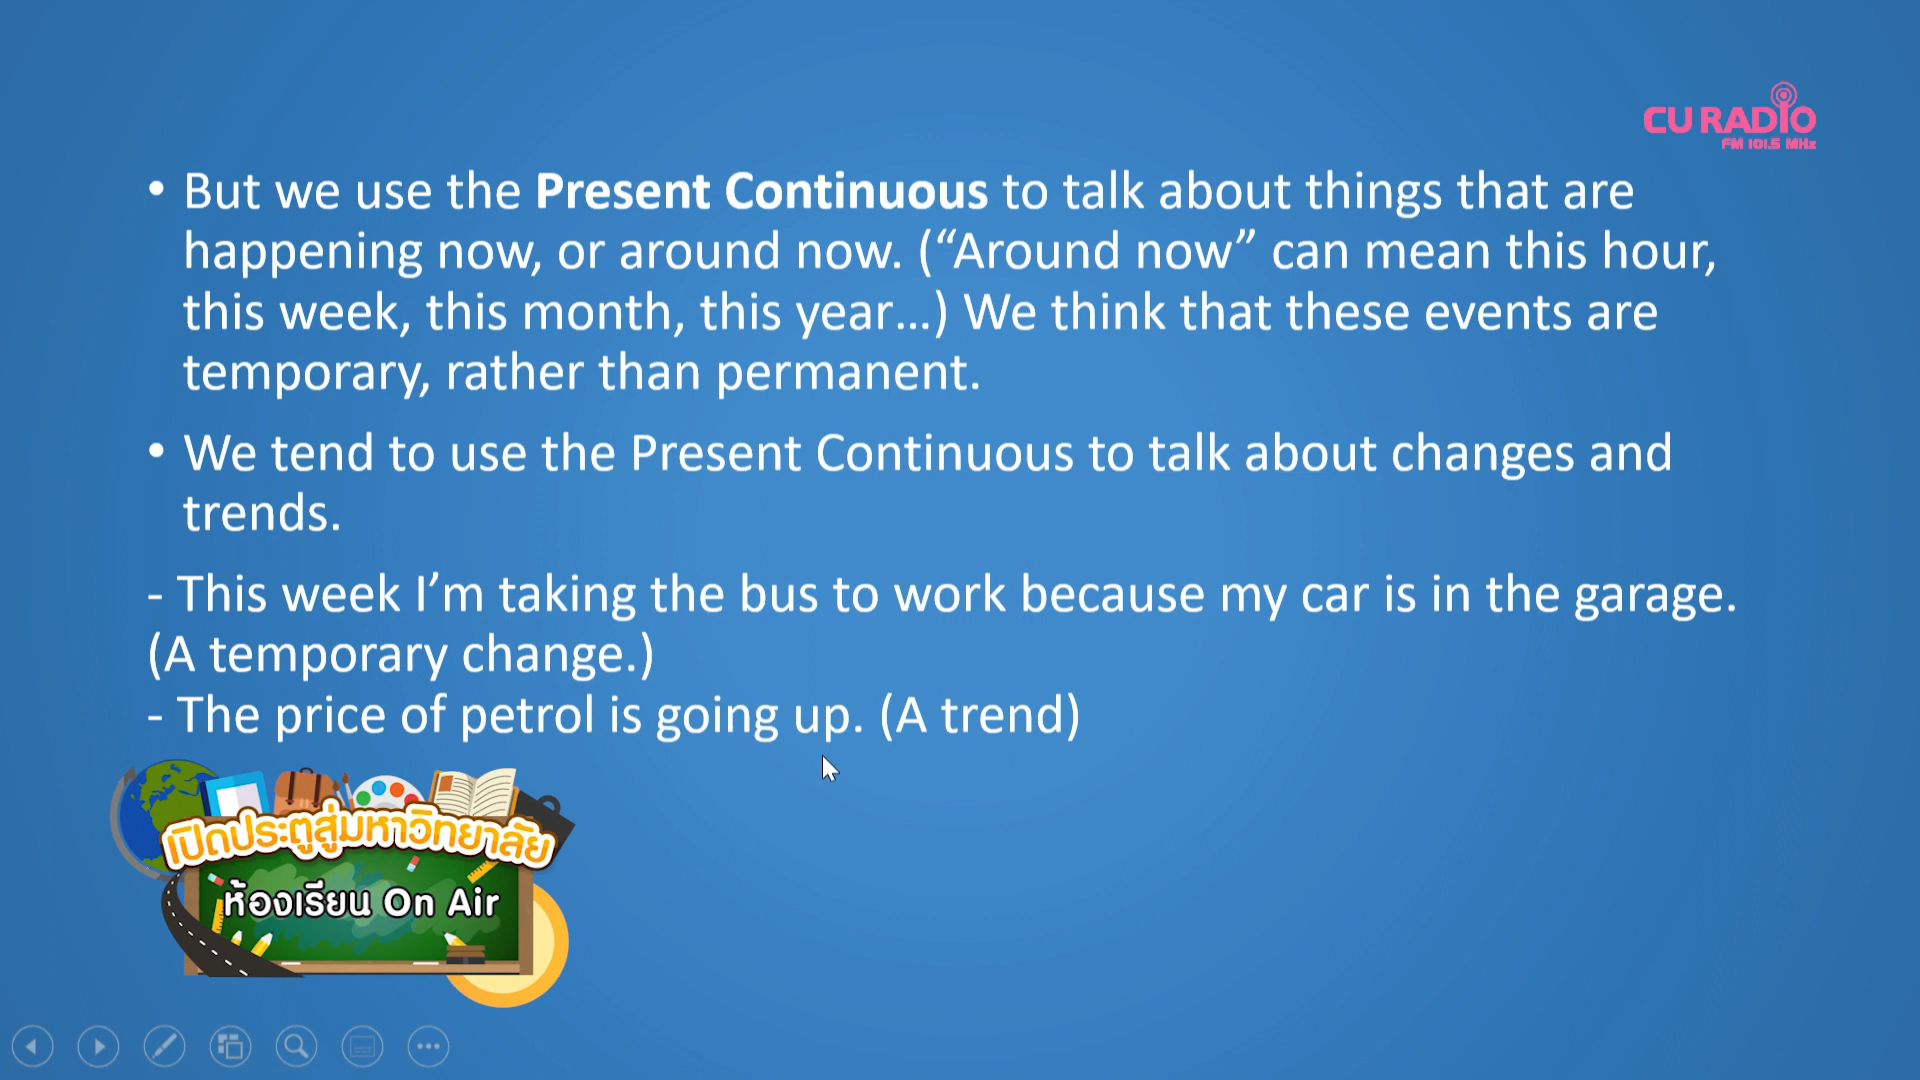 CU RADIO
FM 101.5 MHz
• But we use the Present Continuous to talk about things that are
happening now, or around now. (“Around now” can mean this hour,
this week, this month, this year…) We think that these events are
temporary, rather than permanent.
• We tend to use the Present Continuous to talk about changes and
trends.
- This week I’m taking the bus to work because my car is in the garage.
(A temporary change.)
- The price of petrol is going up. (A trend)
เปิดประตูสู่มหาวิทยาลัย
ห้องเรียน On Air